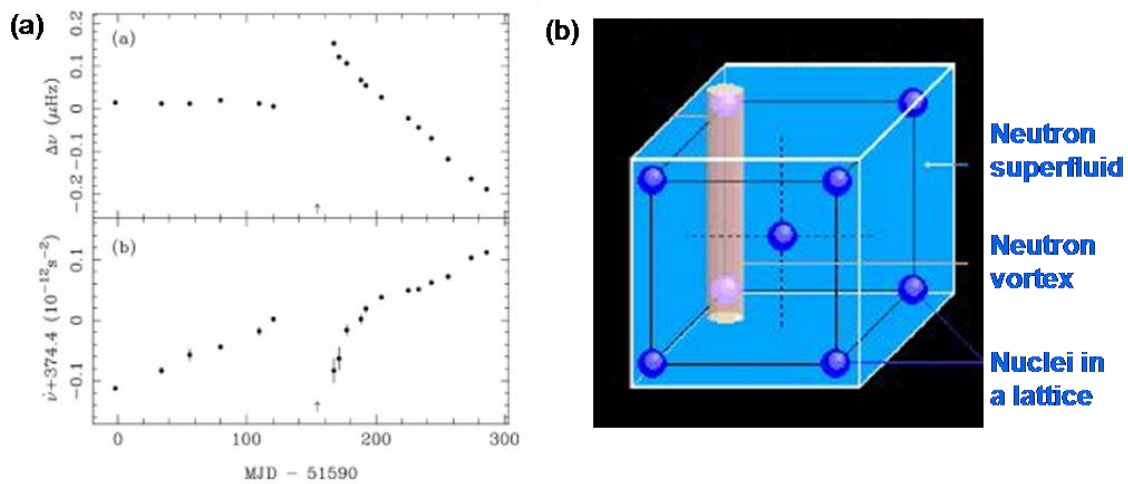 (a)
(a)
0.2
0.1
0
-0.1
-0.2
Δν (μHz)
(b)
0.1
0
-0.1
ν̇+374.4 (10⁻¹²s⁻²)
0
100
200
300
MJD - 51590
(b)
Neutron
superfluid
Neutron
vortex
Nuclei in
a lattice